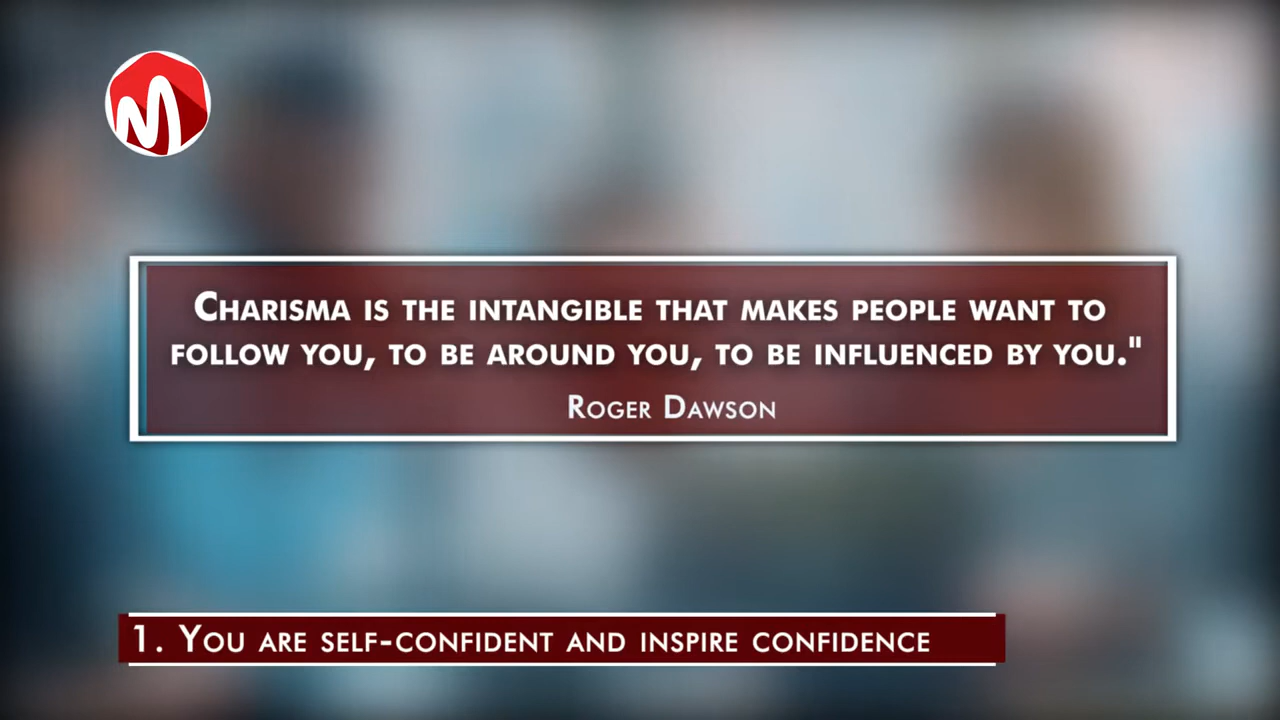 Charisma is the intangible that makes people want to
follow you, to be around you, to be influenced by you."
Roger Dawson
1. You are self-confident and inspire confidence